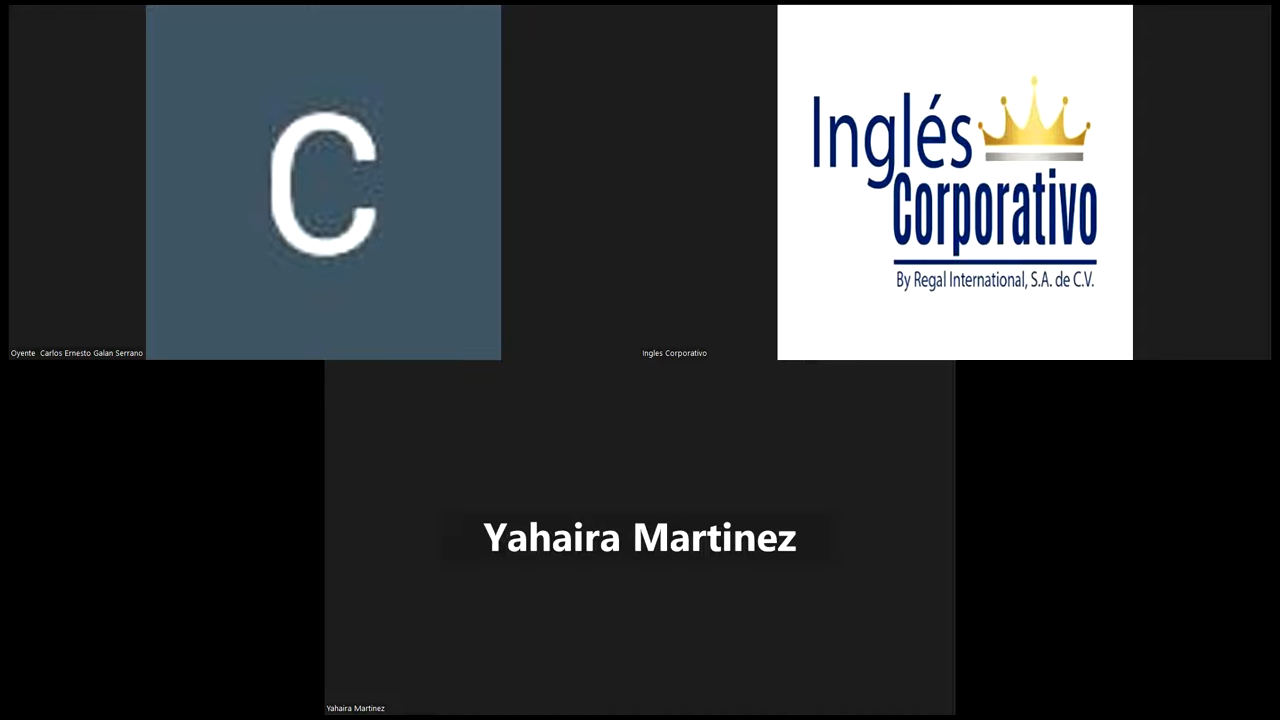 C
Inglés
Corporativo
By Regal International, S.A. de C.V.
Oyente Carlos Ernesto Galan Serrano
Ingles Corporativo
Yahaira Martinez
Yahaira Martinez